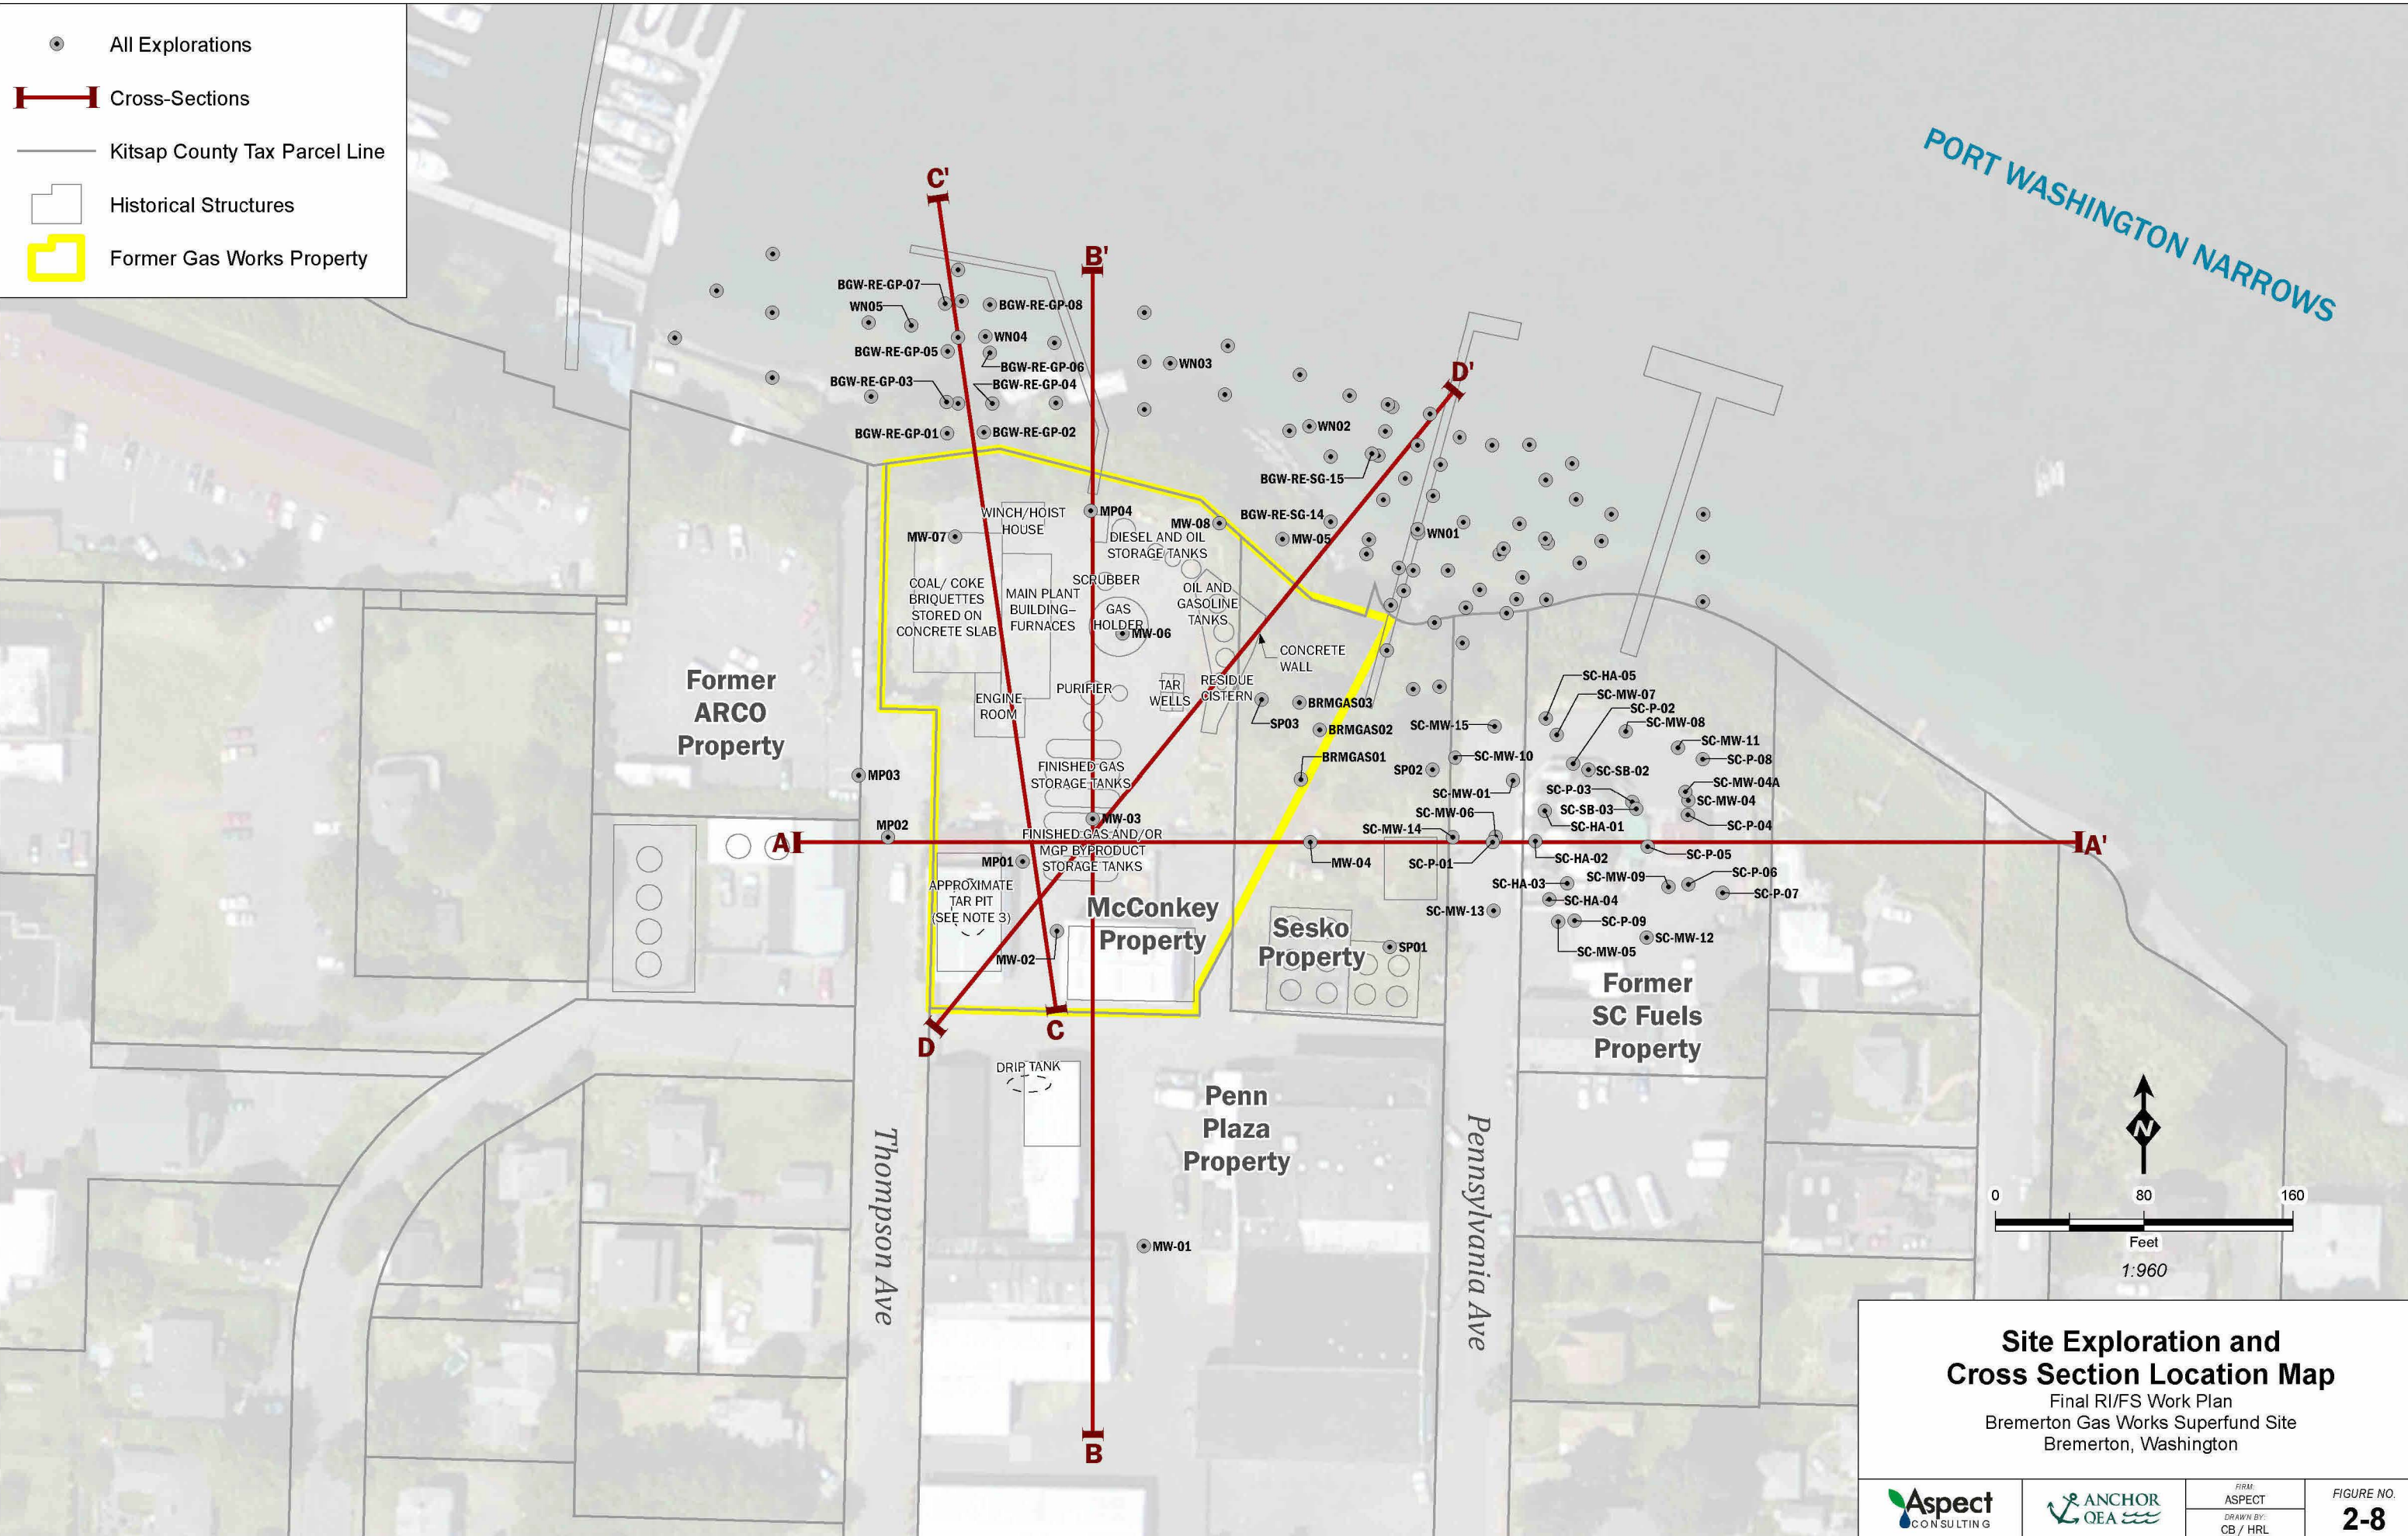 All Explorations
Cross-Sections
Kitsap County Tax Parcel Line
Historical Structures
Former Gas Works Property
PORT WASHINGTON NARROWS
C'
B'
D'
BGW-RE-GP-07
BGW-RE-GP-08
WN05
WN04
BGW-RE-GP-05
BGW-RE-GP-06
BGW-RE-GP-03
BGW-RE-GP-04
BGW-RE-GP-01
BGW-RE-GP-02
WN03
WN02
BGW-RE-SG-15
BGW-RE-SG-14
WN01
MW-05
MW-08
MP04
MW-07
WINCH/HOIST
HOUSE
DIESEL AND OIL
STORAGE TANKS
SCRUBBER
COAL/ COKE
BRIQUETTES
STORED ON
CONCRETE SLAB
MAIN PLANT
BUILDING–
FURNACES
GAS
HOLDER
MW-06
OIL AND
GASOLINE
TANKS
CONCRETE
WALL
ENGINE
ROOM
PURIFIER
TAR
WELLS
RESIDUE
CISTERN
SP03
BRMGAS03
BRMGAS02
BRMGAS01
FINISHED GAS
STORAGE TANKS
MW-03
FINISHED GAS AND/OR
MGP BYPRODUCT
STORAGE TANKS
Former
ARCO
Property
MP03
MP02
A
MP01
APPROXIMATE
TAR PIT
(SEE NOTE 3)
MW-02
McConkey
Property
Sesko
Property
SP01
MW-04
SC-HA-05
SC-MW-07
SC-P-02
SC-MW-08
SC-MW-15
SC-MW-11
SC-P-08
SC-MW-10
SP02
SC-SB-02
SC-MW-04A
SC-MW-01
SC-P-03
SC-MW-04
SC-MW-06
SC-SB-03
SC-MW-14
SC-HA-01
SC-P-04
SC-P-01
SC-HA-02
SC-P-05
A'
SC-HA-03
SC-MW-09
SC-P-06
SC-P-07
SC-HA-04
SC-MW-13
SC-P-09
SC-MW-12
SC-MW-05
Former
SC Fuels
Property
D
C
DRIP TANK
Penn
Plaza
Property
Thompson Ave
Pennsylvania Ave
MW-01
B
N
0 80 160
Feet
1:960
Site Exploration and
Cross Section Location Map
Final RI/FS Work Plan
Bremerton Gas Works Superfund Site
Bremerton, Washington
Aspect
CONSULTING
ANCHOR
QEA
FIRM:
ASPECT
DRAWN BY:
CB / HRL
FIGURE NO.
2-8